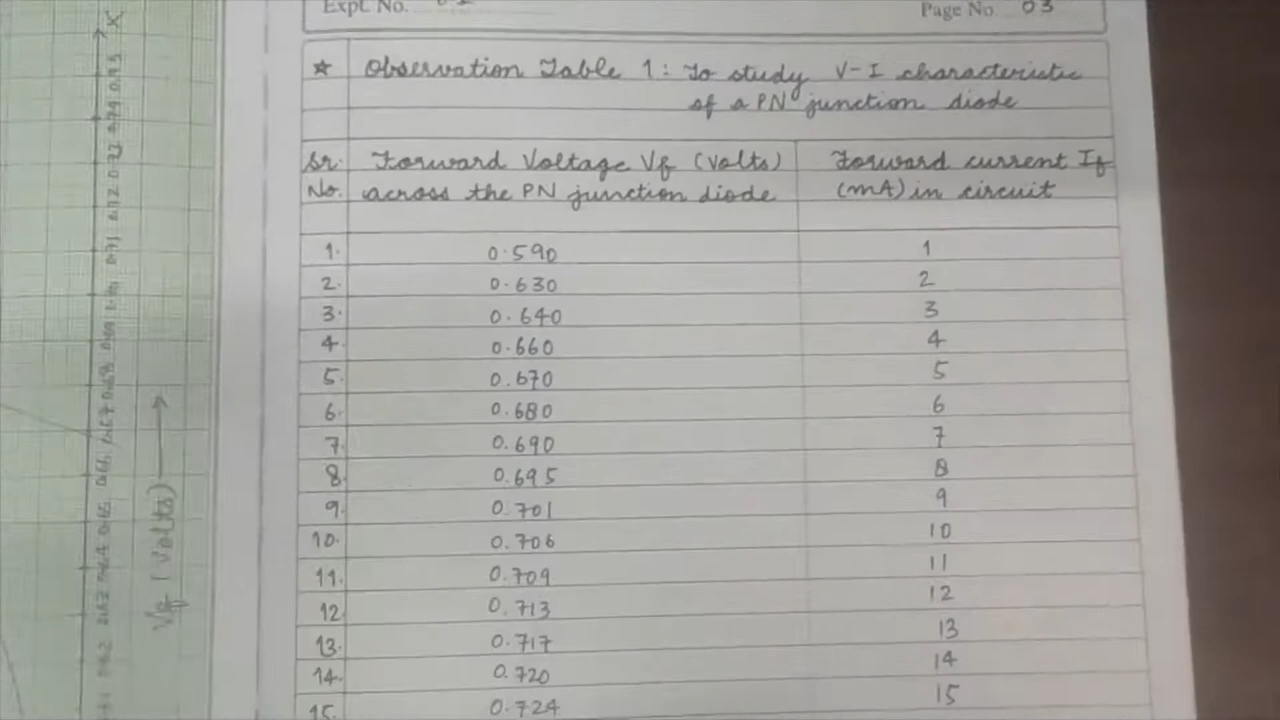 Expt. No.
Page No 03
★ Observation Table 1: To study V-I characteristic
of a PN junction diode
Sr. No. Forward Voltage Vf (Volts) across the PN junction diode Forward current If (mA) in circuit
1. 0.590 1
2. 0.630 2
3. 0.640 3
4. 0.660 4
5. 0.670 5
6. 0.680 6
7. 0.690 7
8. 0.695 8
9. 0.701 9
10. 0.706 10
11. 0.709 11
12. 0.713 12
13. 0.717 13
14. 0.720 14
15. 0.724 15
Vf (Volts)
X